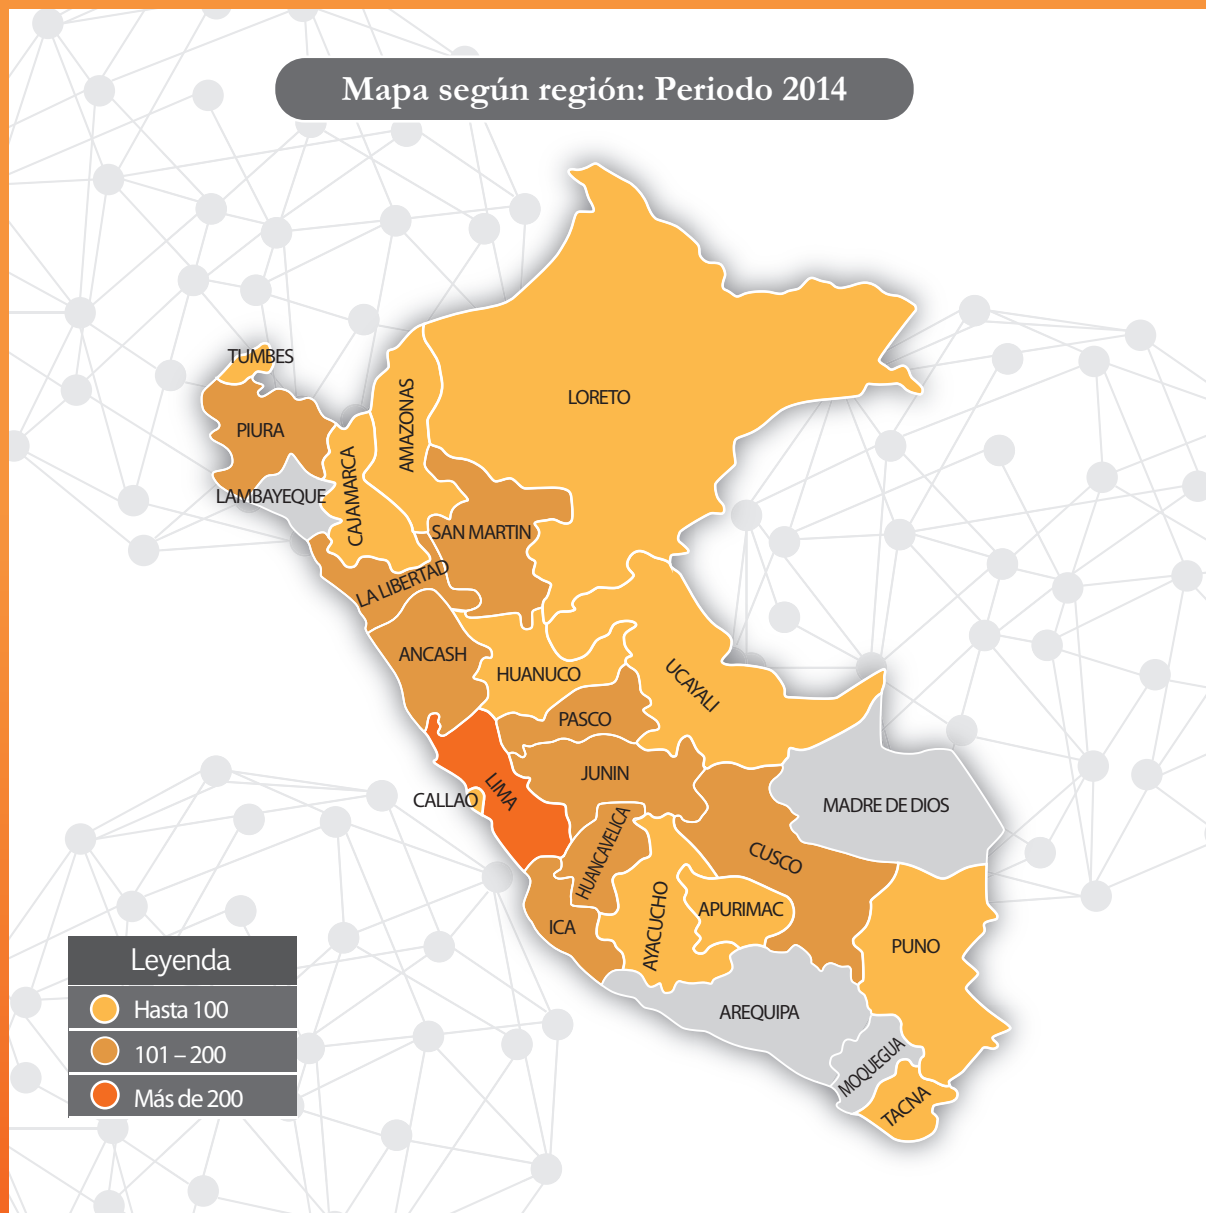 Mapa según región: Periodo 2014
TUMBES
LORETO
AMAZONAS
PIURA
CAJAMARCA
LAMBAYEQUE
SAN MARTIN
LA LIBERTAD
ANCASH
HUANUCO
UCAYALI
PASCO
JUNIN
LIMA
CALLAO
MADRE DE DIOS
HUANCAVELICA
CUSCO
APURIMAC
AYACUCHO
ICA
PUNO
AREQUIPA
MOQUEGUA
TACNA
Leyenda
Hasta 100
101 – 200
Más de 200